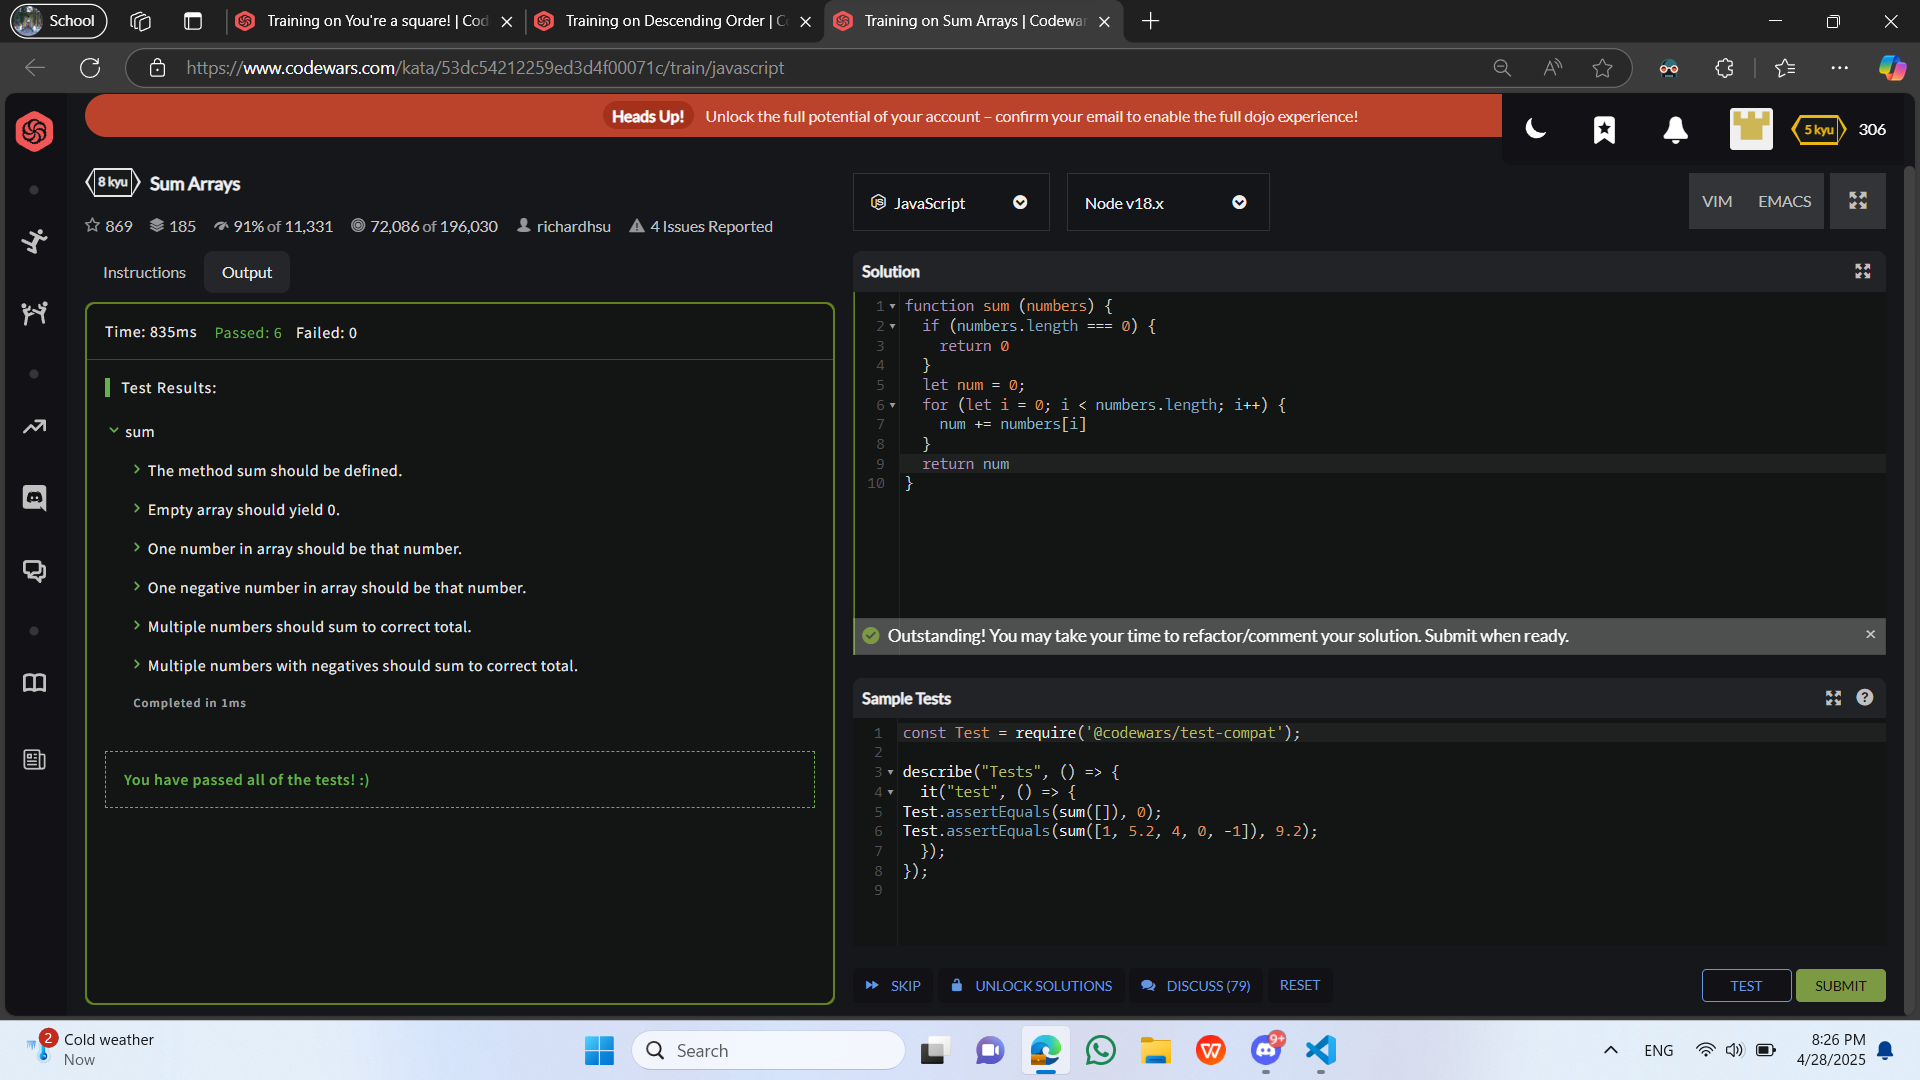 School
Training on You're a square! | Cod
Training on Descending Order | C
Training on Sum Arrays | Codewar
https://www.codewars.com/kata/53dc54212259ed3d4f00071c/train/javascript
Heads Up! Unlock the full potential of your account – confirm your email to enable the full dojo experience!
5 kyu 306
8 kyu Sum Arrays
869 185 91% of 11,331 72,086 of 196,030 richardhsu 4 Issues Reported
JavaScript
Node v18.x
VIM EMACS
Instructions Output
Time: 835ms Passed: 6 Failed: 0
Test Results:
sum
The method sum should be defined.
Empty array should yield 0.
One number in array should be that number.
One negative number in array should be that number.
Multiple numbers should sum to correct total.
Multiple numbers with negatives should sum to correct total.
Completed in 1ms
You have passed all of the tests! :)
Solution
1 function sum (numbers) {
2 if (numbers.length === 0) {
3 return 0
4 }
5 let num = 0;
6 for (let i = 0; i < numbers.length; i++) {
7 num += numbers[i]
8 }
9 return num
10 }
Outstanding! You may take your time to refactor/comment your solution. Submit when ready.
Sample Tests
1 const Test = require('@codewars/test-compat');
2
3 describe("Tests", () => {
4 it("test", () => {
5 Test.assertEquals(sum([]), 0);
6 Test.assertEquals(sum([1, 5.2, 4, 0, -1]), 9.2);
7 });
8 });
9
SKIP UNLOCK SOLUTIONS DISCUSS (79) RESET TEST SUBMIT
2
Cold weather
Now
Search
9+
ENG
8:26 PM
4/28/2025